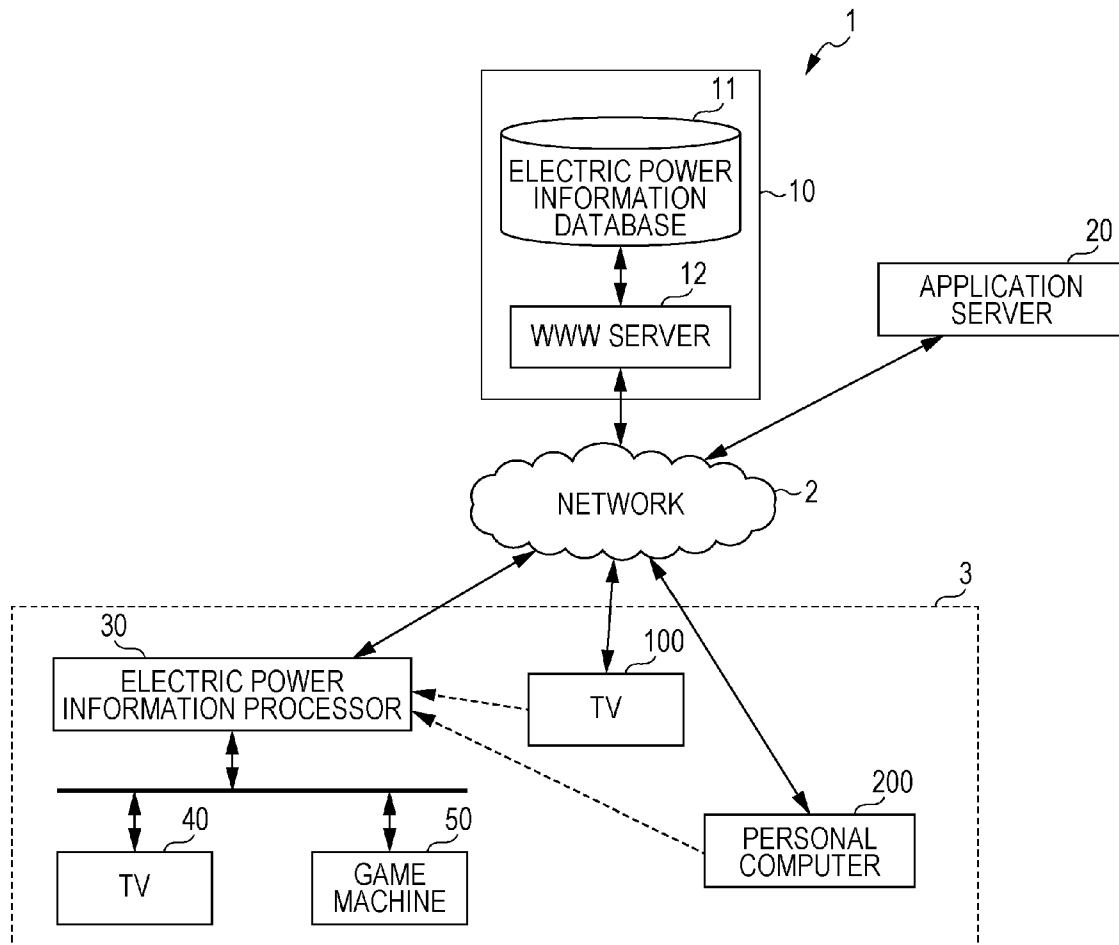 1
11
ELECTRIC POWER
INFORMATION
DATABASE
10
12
WWW SERVER
20
APPLICATION
SERVER
NETWORK
2
3
30
ELECTRIC POWER
INFORMATION PROCESSOR
100
TV
200
PERSONAL
COMPUTER
40
TV
50
GAME
MACHINE